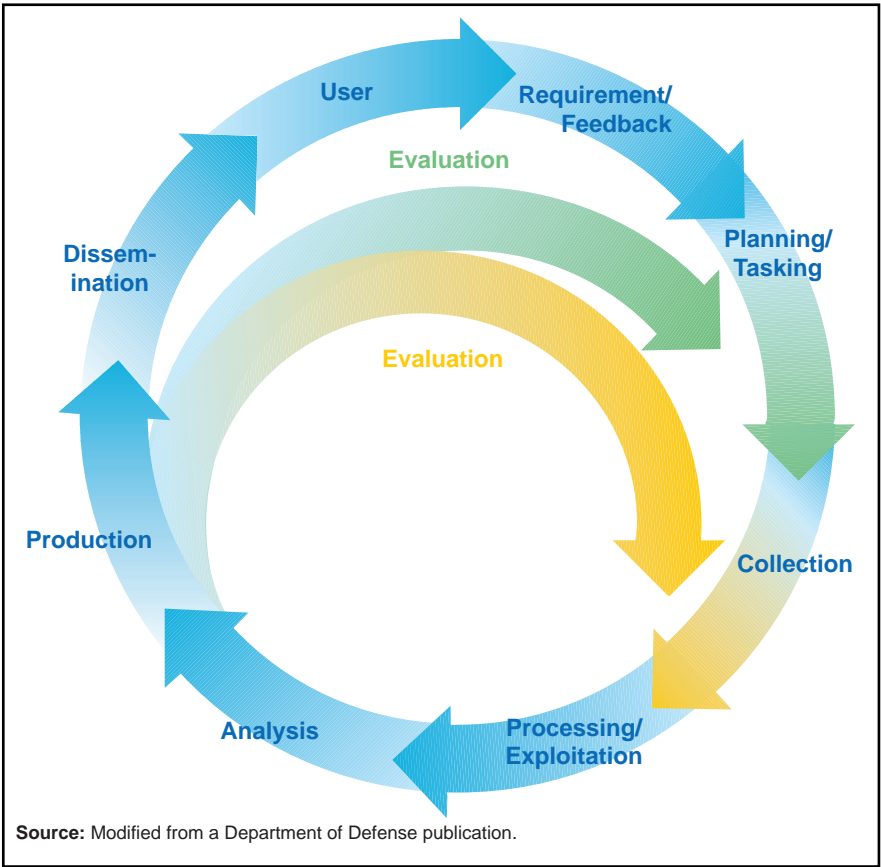 User
Requirement/
Feedback
Evaluation
Planning/
Tasking
Dissem-
ination
Evaluation
Production
Collection
Analysis
Processing/
Exploitation
Source: Modified from a Department of Defense publication.